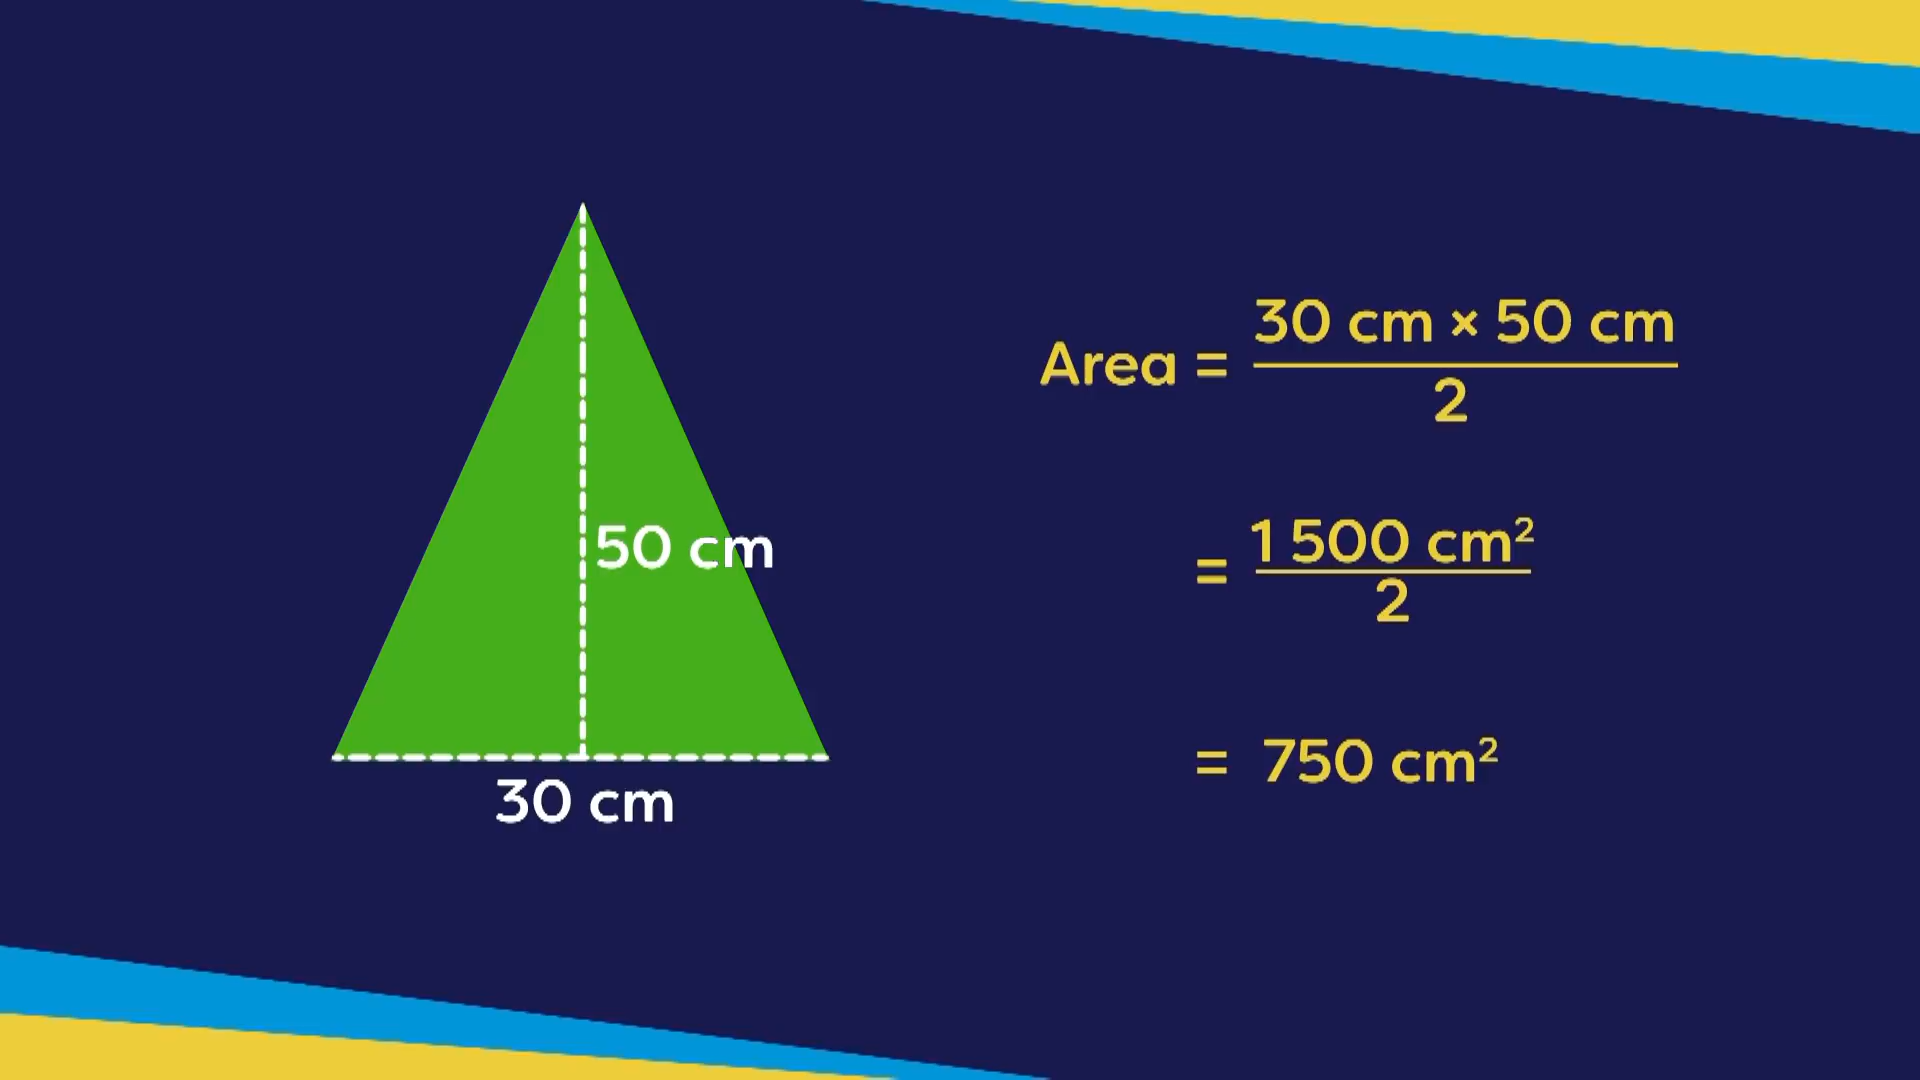 50 cm
30 cm
Area = 30 cm × 50 cm
2
= 1 500 cm²
2
= 750 cm²